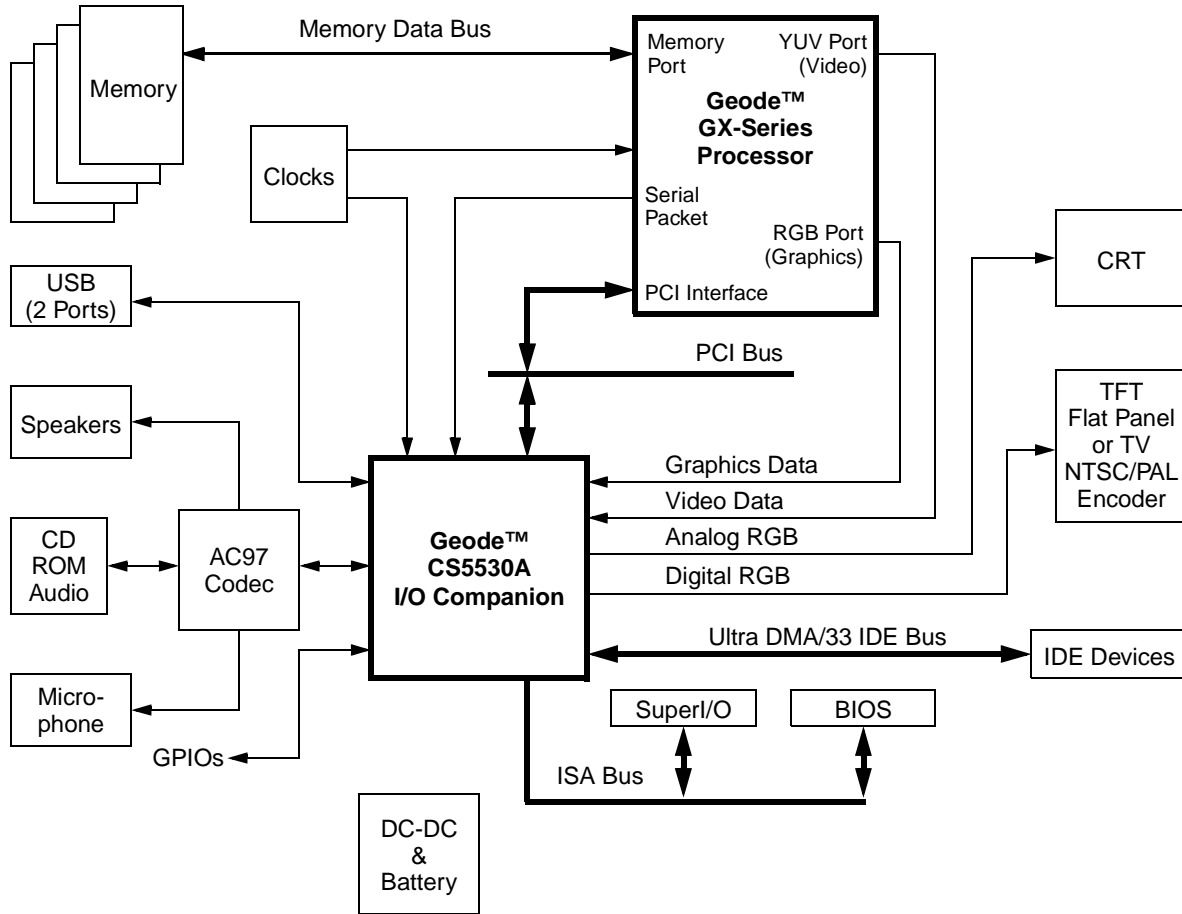 Memory Data Bus
Memory
Memory
Port
YUV Port
(Video)
Geode™
GX-Series
Processor
Clocks
Serial
Packet
RGB Port
(Graphics)
PCI Interface
CRT
USB
(2 Ports)
PCI Bus
Speakers
TFT
Flat Panel
or TV
NTSC/PAL
Encoder
Graphics Data
Video Data
Analog RGB
Digital RGB
Geode™
CS5530A
I/O Companion
CD
ROM
Audio
AC97
Codec
Ultra DMA/33 IDE Bus
IDE Devices
Micro-
phone
GPIOs
SuperI/O
BIOS
ISA Bus
DC-DC
&
Battery